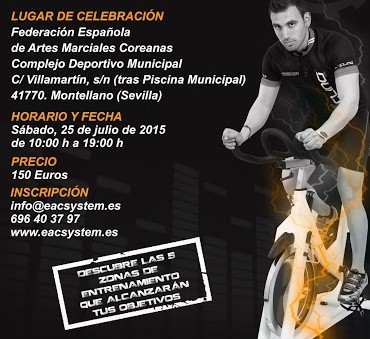 LUGAR DE CELEBRACIÓN
Federación Española
de Artes Marciales Coreanas
Complejo Deportivo Municipal
C/ Villamartín, s/n (tras Piscina Municipal)
41770. Montellano (Sevilla)
HORARIO Y FECHA
Sábado, 25 de julio de 2015
de 10:00 h a 19:00 h
PRECIO
150 Euros
INSCRIPCIÓN
info@eacsystem.es
696 40 37 97
www.eacsystem.es
DESCUBRE LAS 5
ZONAS DE
ENTRENAMIENTO
QUE ALCANZARÁN
TUS OBJETIVOS